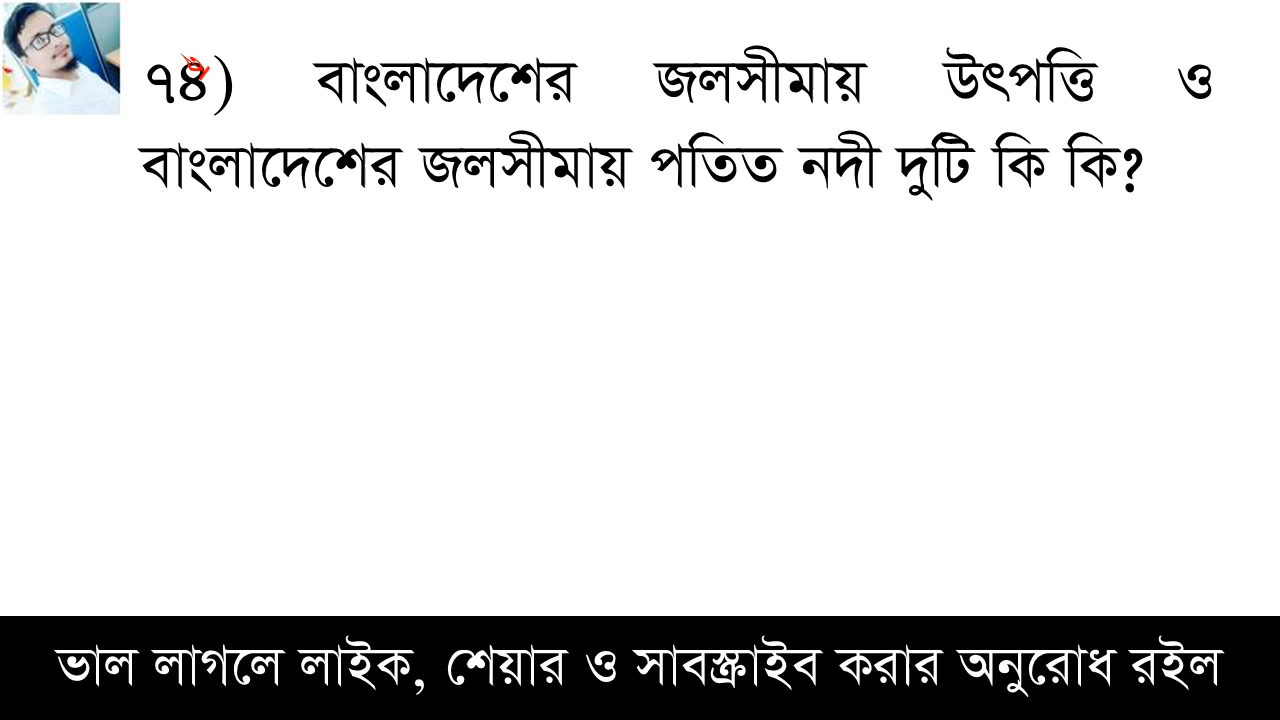 ৭৪) বাংলাদেশের জলসীমায় উৎপত্তি ও
বাংলাদেশের জলসীমায় পতিত নদী দুটি কি কি?
ভাল লাগলে লাইক, শেয়ার ও সাবস্ক্রাইব করার অনুরোধ রইল